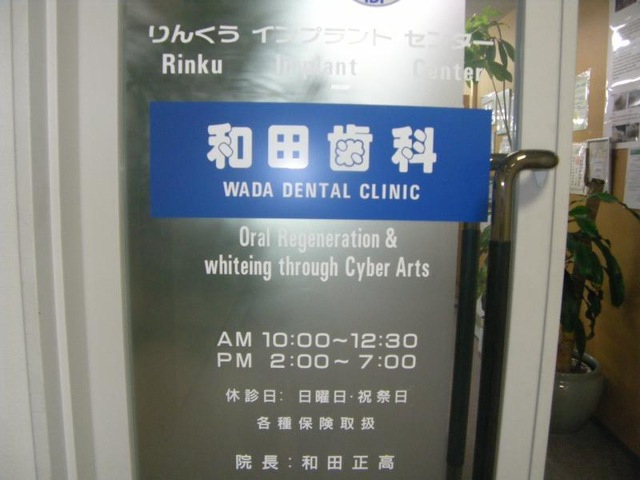 りんくう インプラント センター
Rinku Implant Center
和田歯科
WADA DENTAL CLINIC
Oral Regeneration &
whiteing through Cyber Arts
AM 10:00～12:30
PM 2:00～7:00
休診日: 日曜日・祝祭日
各種保険取扱
院長:和田正高